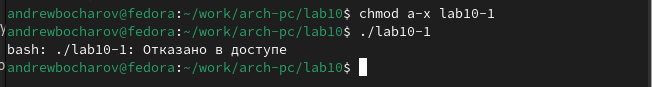 andrewbocharov@fedora:~/work/arch-pc/lab10$ chmod a-x lab10-1
andrewbocharov@fedora:~/work/arch-pc/lab10$ ./lab10-1
bash: ./lab10-1: Отказано в доступе
andrewbocharov@fedora:~/work/arch-pc/lab10$